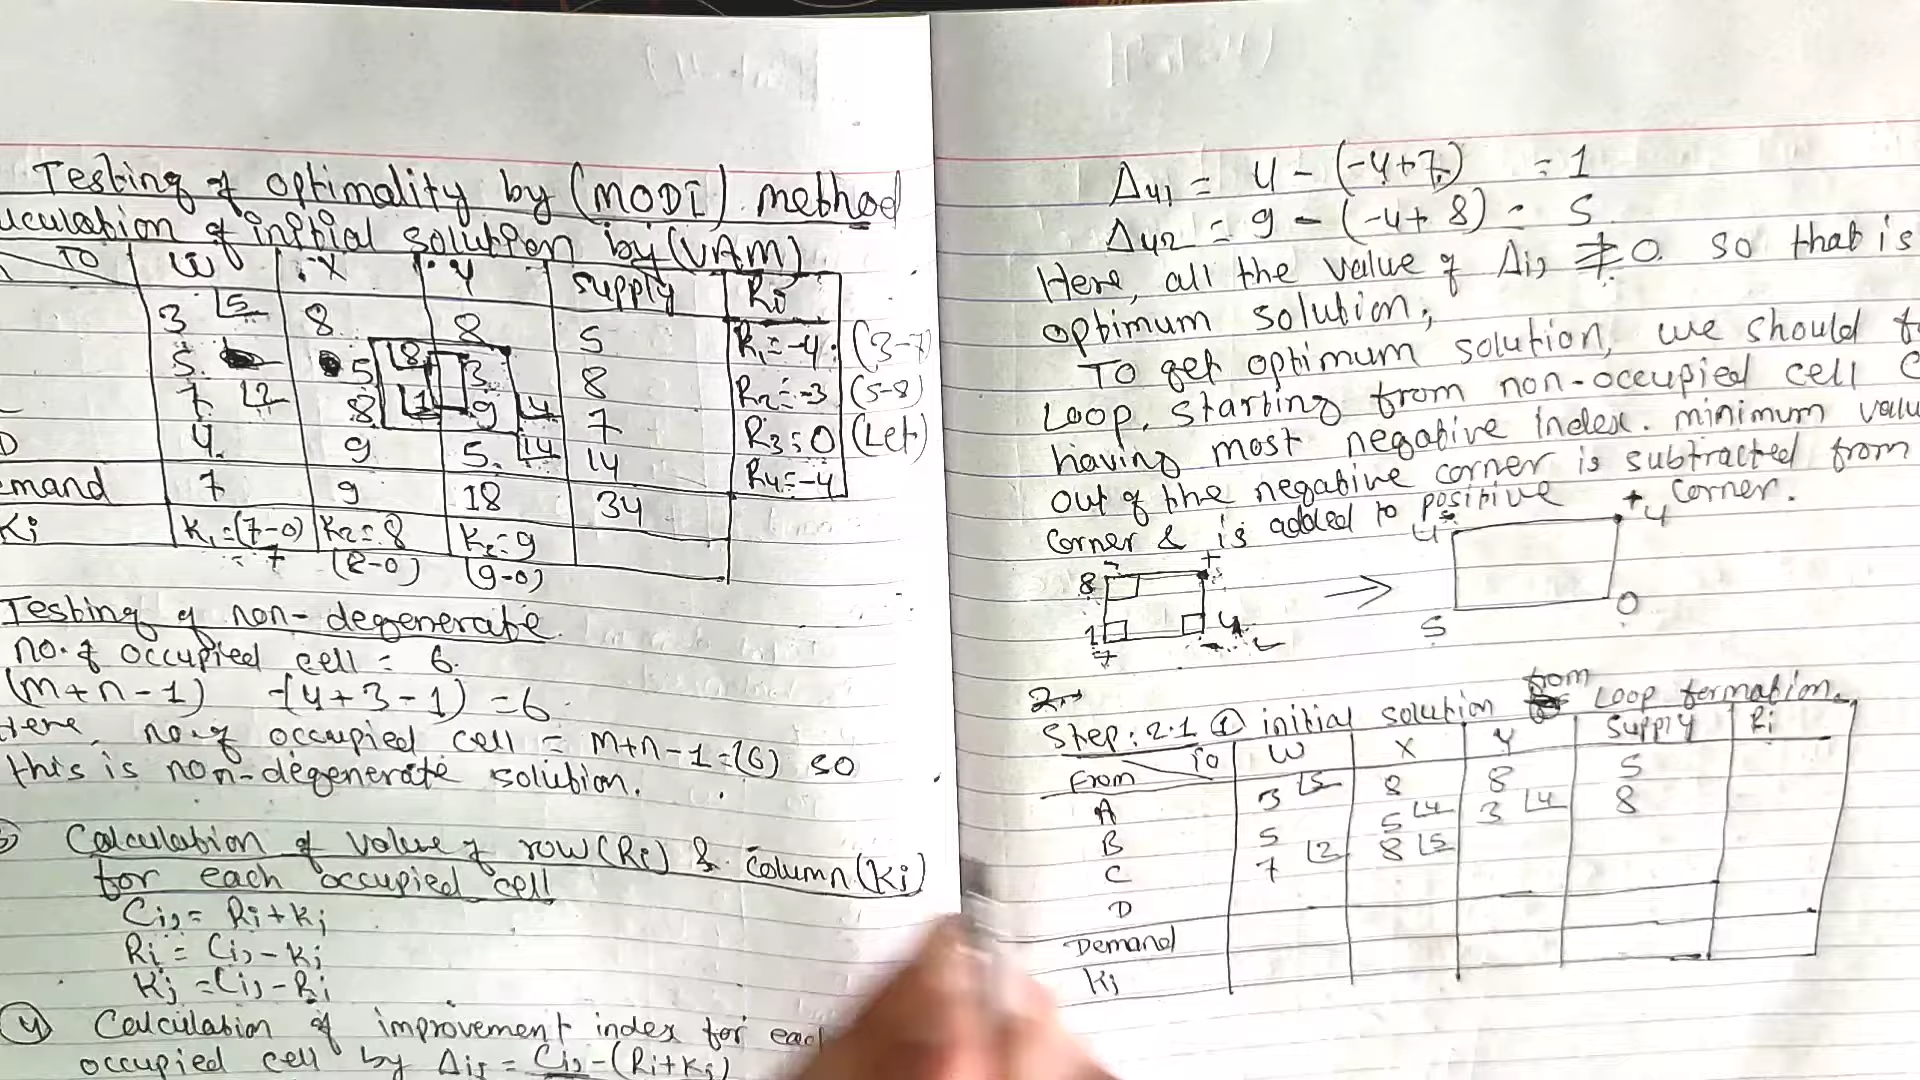 Testing of optimality by (MODI) method
of initial solution by (VAM)
TO W X Y supply Ri
3 5 8 8 5 R1=-4 (3-7)
5 5 8 3 8 R2=-3 (5-8)
7 2 8 1 9 4 7 R3=0 (Let)
D 4 9 5 14 14 R4=-4
mand 7 9 18 34
Kj K1=(7-0) K2=8 K3=9
=7 (8-0) (9-0)
Testing of non-degenerate
no. of occupied cell = 6.
(m+n-1) -(4+3-1) =6
Here, no. of occupied cell = m+n-1=(6) so
this is non-degenerate solution.
Calculation of value of row (Ri) & column (Kj)
for each occupied cell
Cij = Ri+Kj
Ri = Cij-Kj
Kj = Cij-Ri
4 Calculation of improvement index for each
occupied cell by Δij = Cij-(Ri+Kj)
Δ41 = 4-(-4+7) =1
Δ42 = 9-(-4+8) = 5
Here, all the value of Δij ≱0. so that is
optimum solution,
To get optimum solution, we should
Loop, starting from non-occupied cell
having most negative index. minimum valu
out of the negative corner is subtracted from
corner & is added to positive corner.
4 + 4
8 - +
1 4
+ -
5 0
2→ from
Step:2.1 ① initial solution Loop formation.
From To W X Y supply Ri
A 3 5 8 8 5
B 5 5 4 3 4 8
C 7 2 8 5
D
Demand
Kj